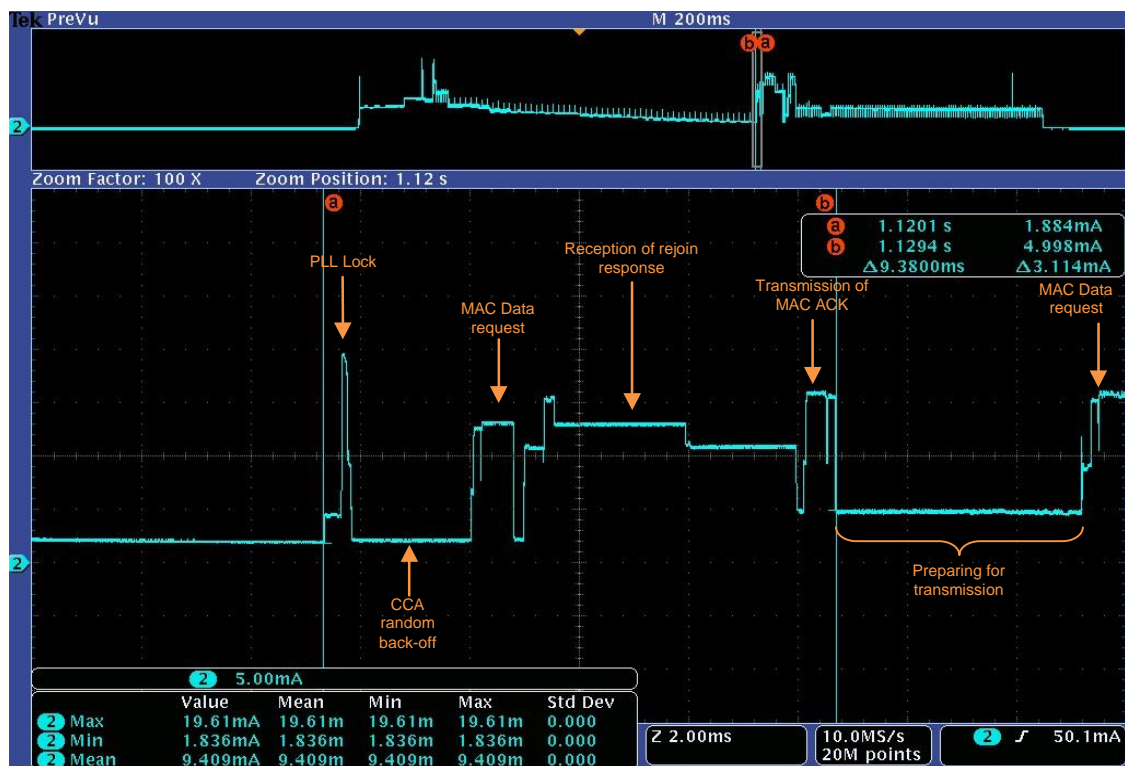 Tek PreVu M 200ms
b a
2
Zoom Factor: 100 X Zoom Position: 1.12 s
a b
a 1.1201 s 1.884mA
b 1.1294 s 4.998mA
Δ9.3800ms Δ3.114mA
PLL Lock
Reception of rejoin
response
MAC Data
request
Transmission of
MAC ACK
MAC Data
request
2
CCA
random
back-off
Preparing for
transmission
2 5.00mA
Value Mean Min Max Std Dev
2 Max 19.61mA 19.61m 19.61m 19.61m 0.000
2 Min 1.836mA 1.836m 1.836m 1.836m 0.000
2 Mean 9.409mA 9.409m 9.409m 9.409m 0.000
Z 2.00ms
10.0MS/s
20M points
2 50.1mA